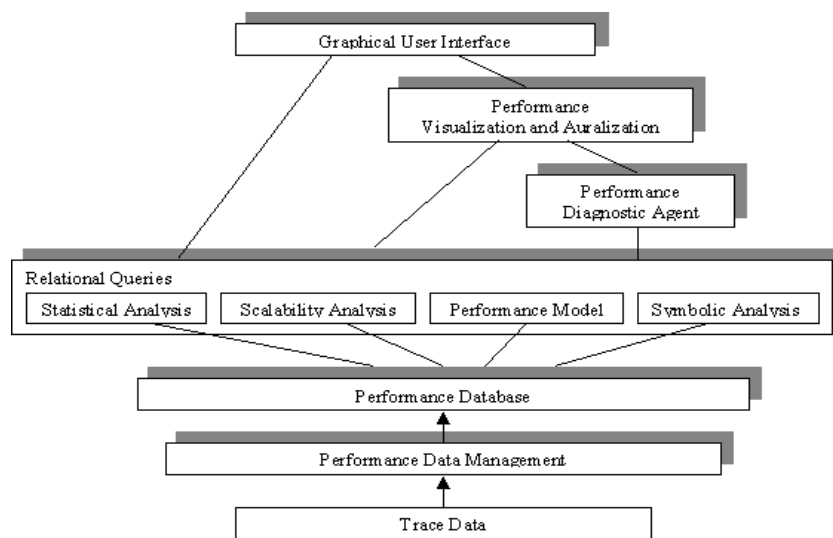 Graphical User Interface
Performance
Visualization and Auralization
Performance
Diagnostic Agent
Relational Queries
Statistical Analysis
Scalability Analysis
Performance Model
Symbolic Analysis
Performance Database
Performance Data Management
Trace Data